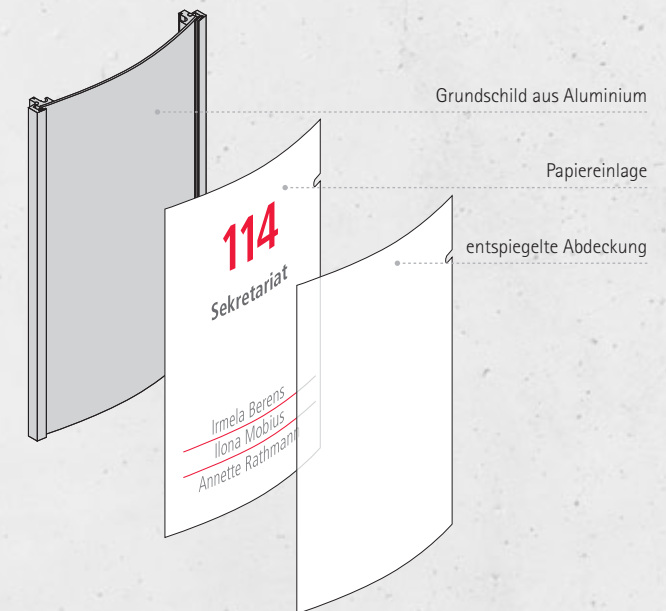 Grundschild aus Aluminium
Papiereinlage
entspiegelte Abdeckung
114
Sekretariat
Irmela Berens
Ilona Mobius
Annette Rathmann